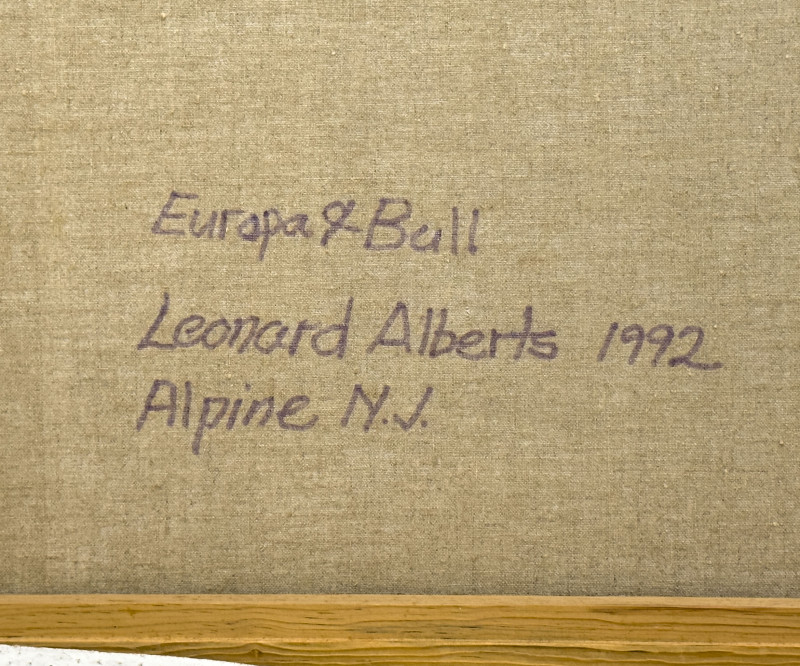 Europa & Bull
Leonard Alberts 1992
Alpine N.J.